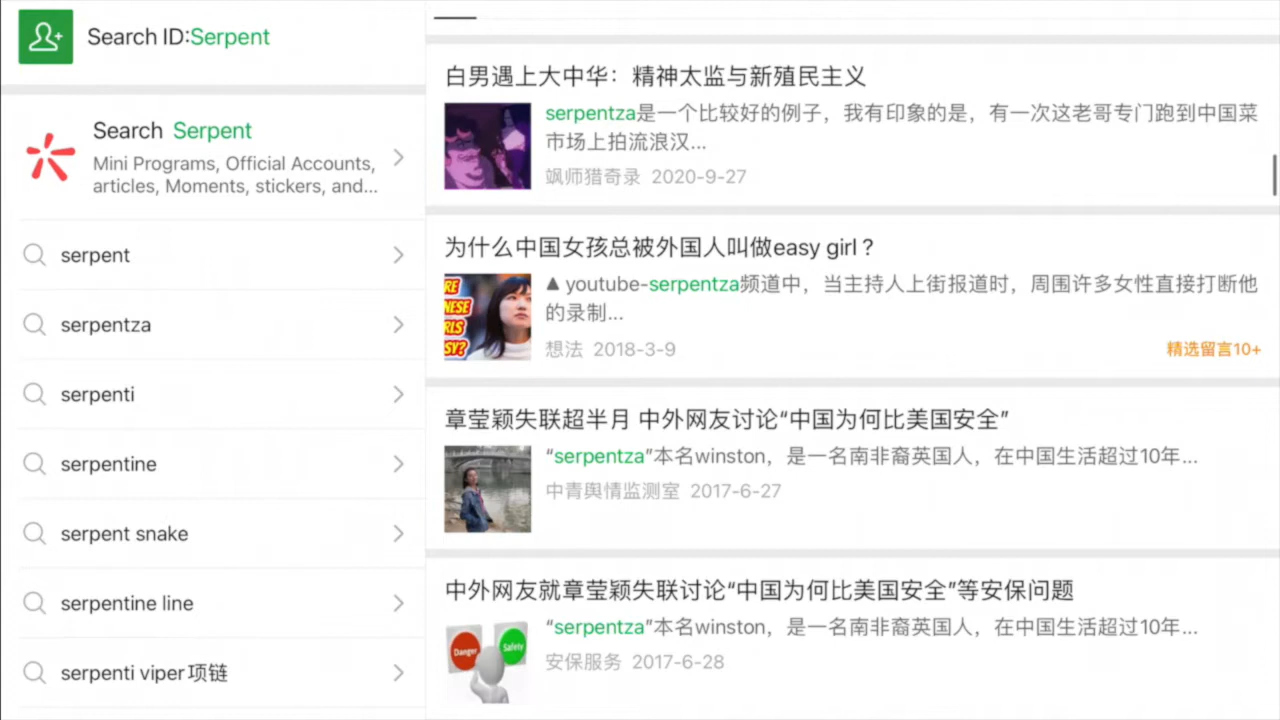 Search ID:Serpent
Search Serpent
Mini Programs, Official Accounts,
articles, Moments, stickers, and...
serpent
serpentza
serpenti
serpentine
serpent snake
serpentine line
serpenti viper项链
白男遇上大中华：精神太监与新殖民主义
serpentza是一个比较好的例子，我有印象的是，有一次这老哥专门跑到中国菜
市场上拍流浪汉...
飒师猎奇录 2020-9-27
为什么中国女孩总被外国人叫做easy girl？
▲ youtube-serpentza频道中，当主持人上街报道时，周围许多女性直接打断他
的录制...
想法 2018-3-9
精选留言10+
RE
NESE
RLS
SY?
章莹颖失联超半月 中外网友讨论“中国为何比美国安全”
“serpentza”本名winston，是一名南非裔英国人，在中国生活超过10年...
中青舆情监测室 2017-6-27
中外网友就章莹颖失联讨论“中国为何比美国安全”等安保问题
“serpentza”本名winston，是一名南非裔英国人，在中国生活超过10年...
安保服务 2017-6-28
Danger
Safety